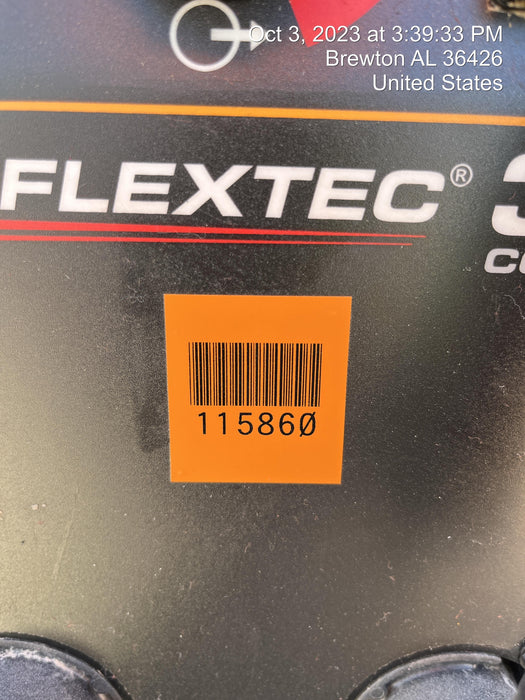 Oct 3, 2023 at 3:39:33 PM
Brewton AL 36426
United States
FLEXTEC®
115860